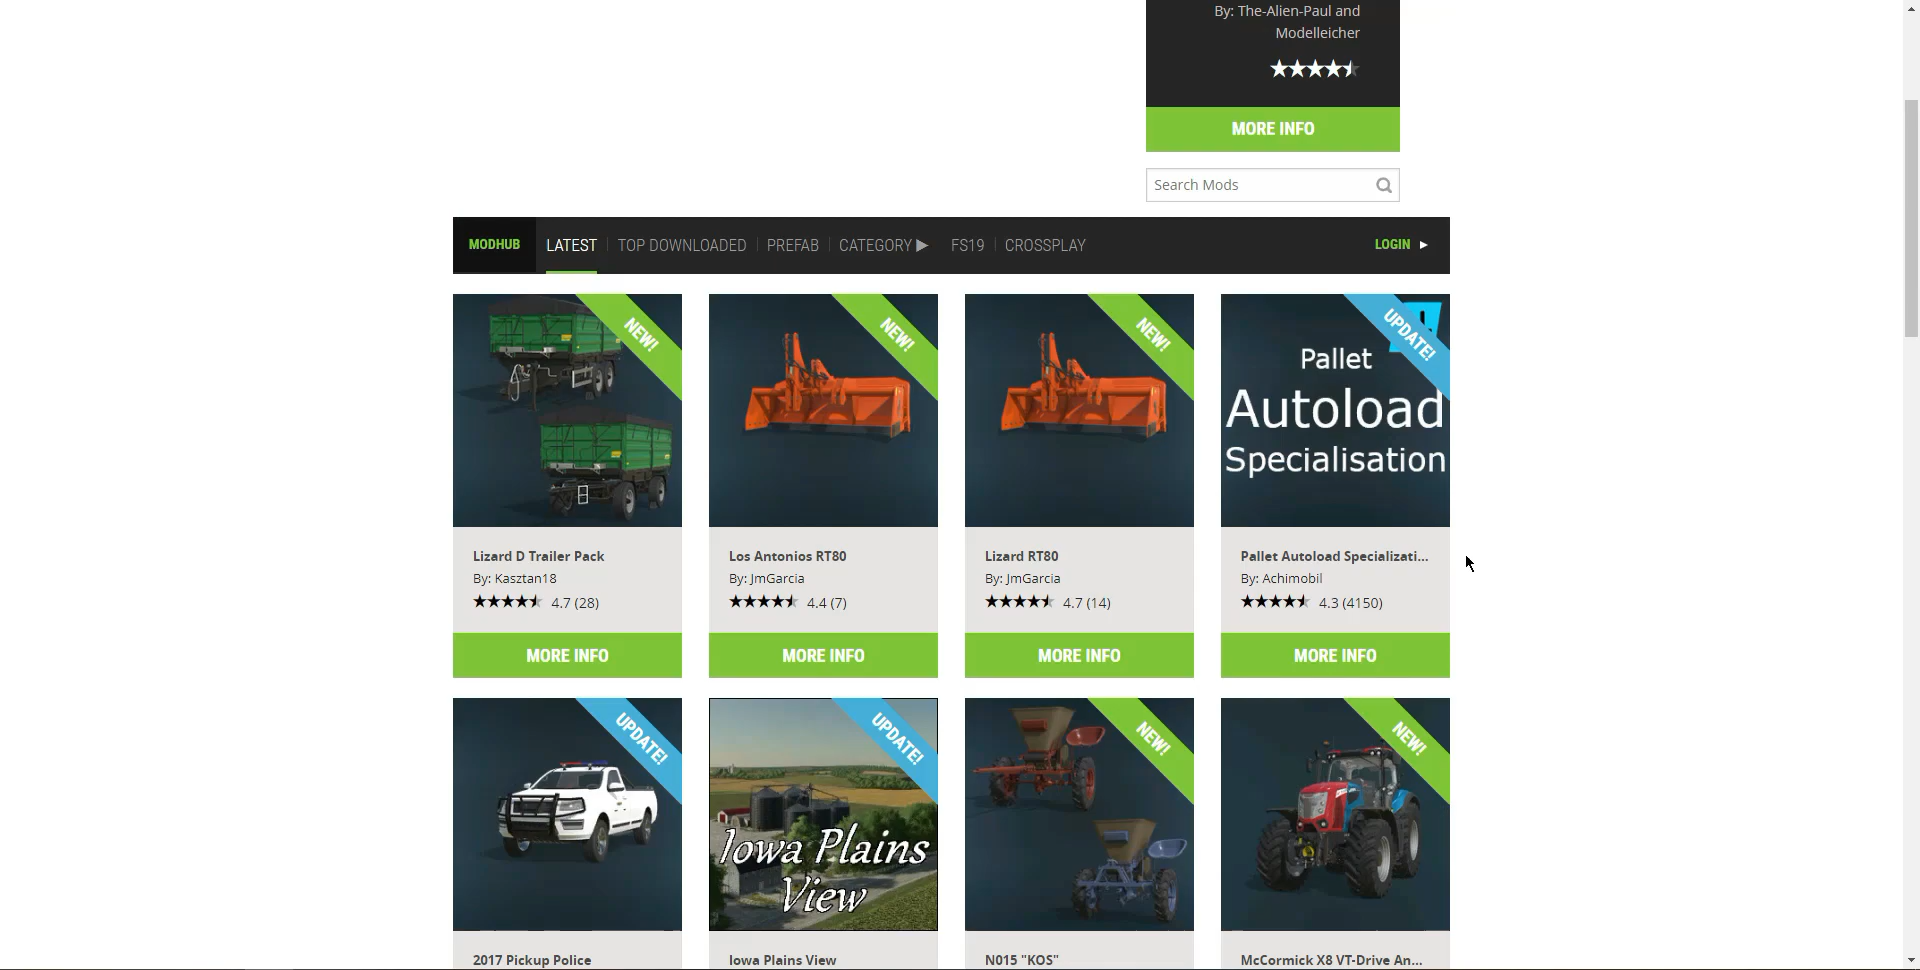 By: The-Alien-Paul and
Modelleicher
MORE INFO
Search Mods
MODHUB LATEST TOP DOWNLOADED PREFAB CATEGORY ▶ FS19 CROSSPLAY LOGIN ►
NEW!
NEW!
NEW!
UPDATE!
Pallet
Autoload
Specialisation
Lizard D Trailer Pack
By: Kasztan18
4.7 (28)
MORE INFO
Los Antonios RT80
By: JmGarcia
4.4 (7)
MORE INFO
Lizard RT80
By: JmGarcia
4.7 (14)
MORE INFO
Pallet Autoload Specializati...
By: Achimobil
4.3 (4150)
MORE INFO
UPDATE!
UPDATE!
Iowa Plains
View
NEW!
NEW!
2017 Pickup Police
Iowa Plains View
N015 "KOS"
McCormick X8 VT-Drive An...